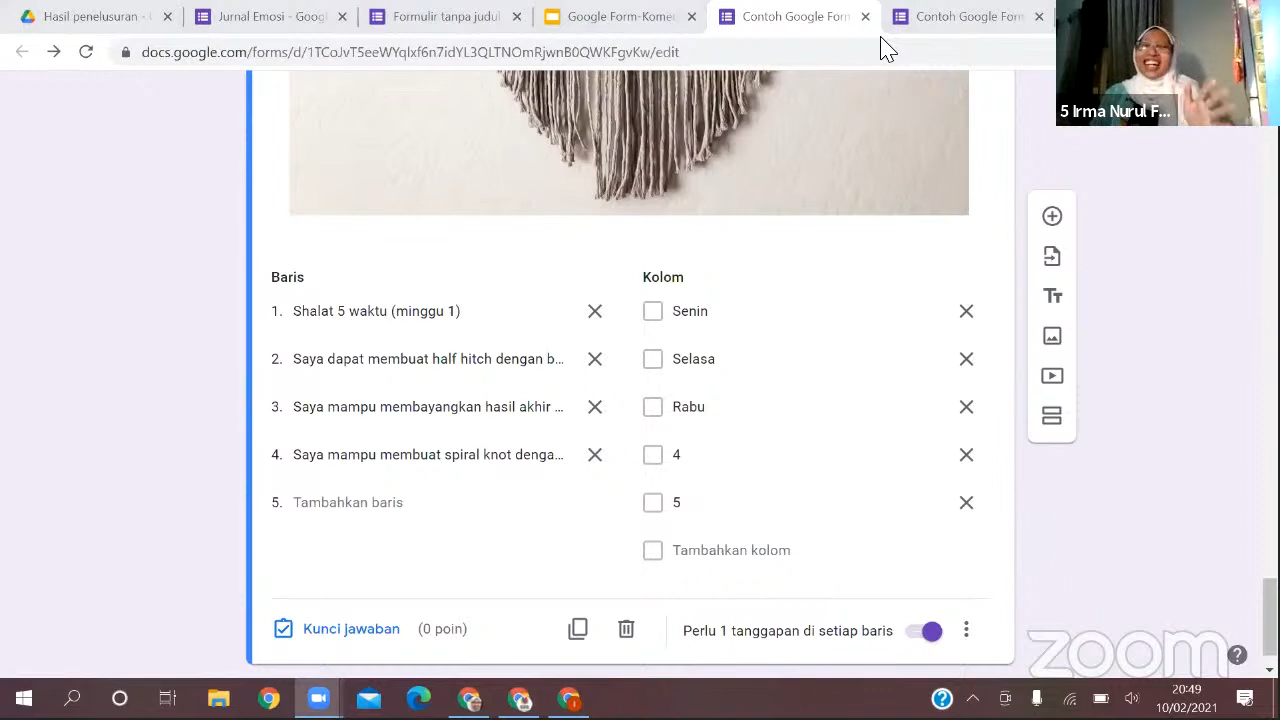 Hasil penelusuran - G
Jurnal Emosi - Googl
Formulir tanpa judul
Google Form- Komet
Contoh Google Form
Contoh Google Form
docs.google.com/forms/d/1TCoJvT5eeWYqlxf6n7idYL3QLTNOmRjwnB0QWKFgvKw/edit
5 Irma Nurul F...
Baris
Kolom
1. Shalat 5 waktu (minggu 1)
Senin
2. Saya dapat membuat half hitch dengan b...
Selasa
3. Saya mampu membayangkan hasil akhir ...
Rabu
4. Saya mampu membuat spiral knot denga...
4
5. Tambahkan baris
5
Tambahkan kolom
Kunci jawaban (0 poin)
Perlu 1 tanggapan di setiap baris
zoom
20:49
10/02/2021